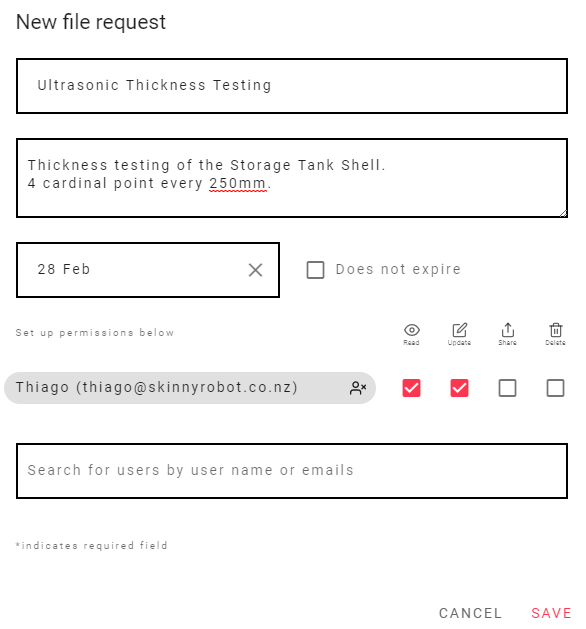 New file request
Ultrasonic Thickness Testing
Thickness testing of the Storage Tank Shell.
4 cardinal point every 250mm.
28 Feb
Does not expire
Set up permissions below
Read Update Share Delete
Thiago (thiago@skinnyrobot.co.nz)
Search for users by user name or emails
*indicates required field
CANCEL SAVE